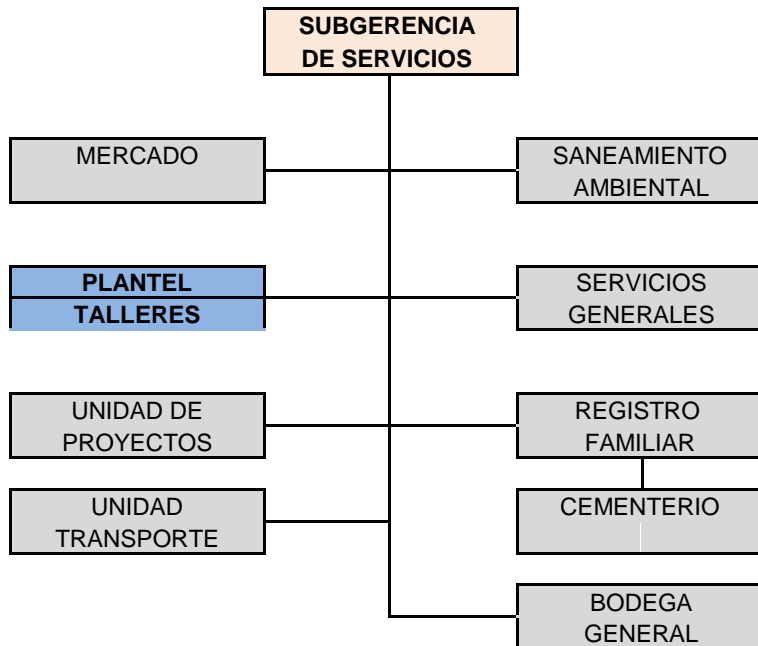 SUBGERENCIA
DE SERVICIOS
MERCADO
SANEAMIENTO
AMBIENTAL
PLANTEL
TALLERES
SERVICIOS
GENERALES
UNIDAD DE
PROYECTOS
REGISTRO
FAMILIAR
UNIDAD
TRANSPORTE
CEMENTERIO
BODEGA
GENERAL